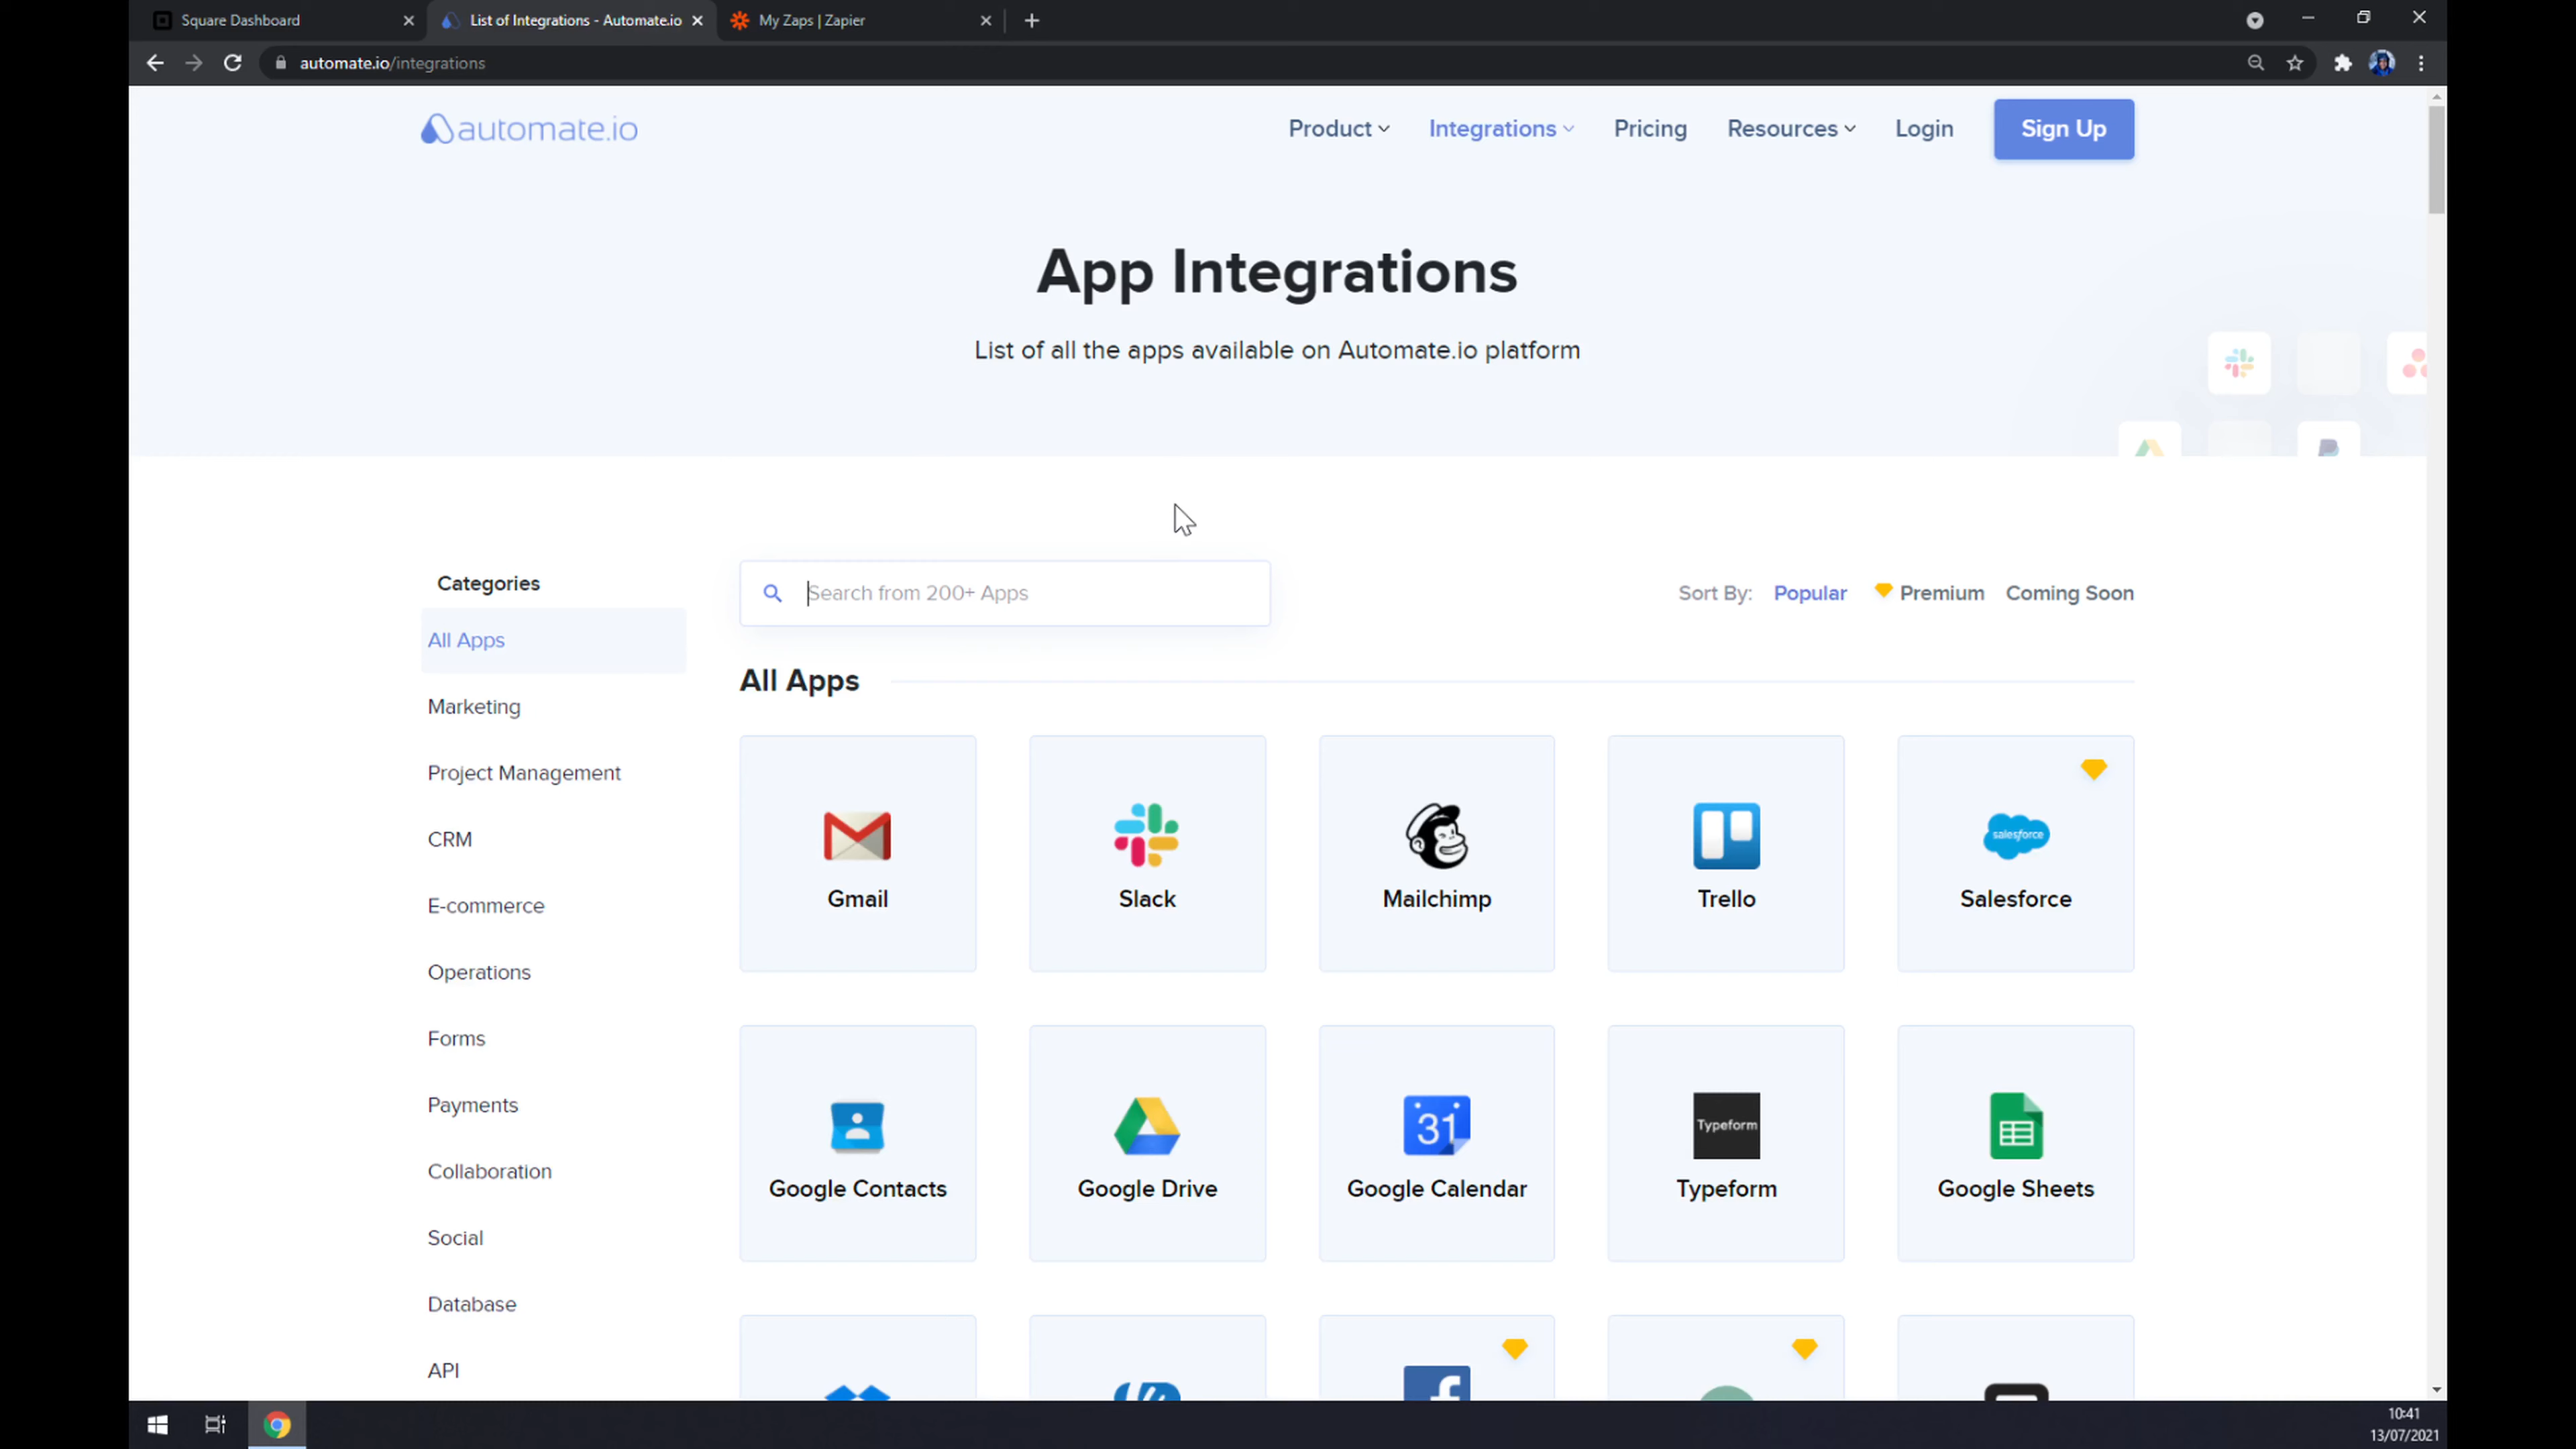 Square Dashboard
List of Integrations - Automate.io
My Zaps | Zapier
automate.io/integrations
automate.io
Product
Integrations
Pricing
Resources
Login
Sign Up
App Integrations
List of all the apps available on Automate.io platform
Categories
Search from 200+ Apps
Sort By: Popular Premium Coming Soon
All Apps
Marketing
Project Management
CRM
E-commerce
Operations
Forms
Payments
Collaboration
Social
Database
API
All Apps
Gmail
Slack
Mailchimp
Trello
salesforce
Salesforce
31
Typeform
Google Contacts
Google Drive
Google Calendar
Typeform
Google Sheets
10:41
13/07/2021